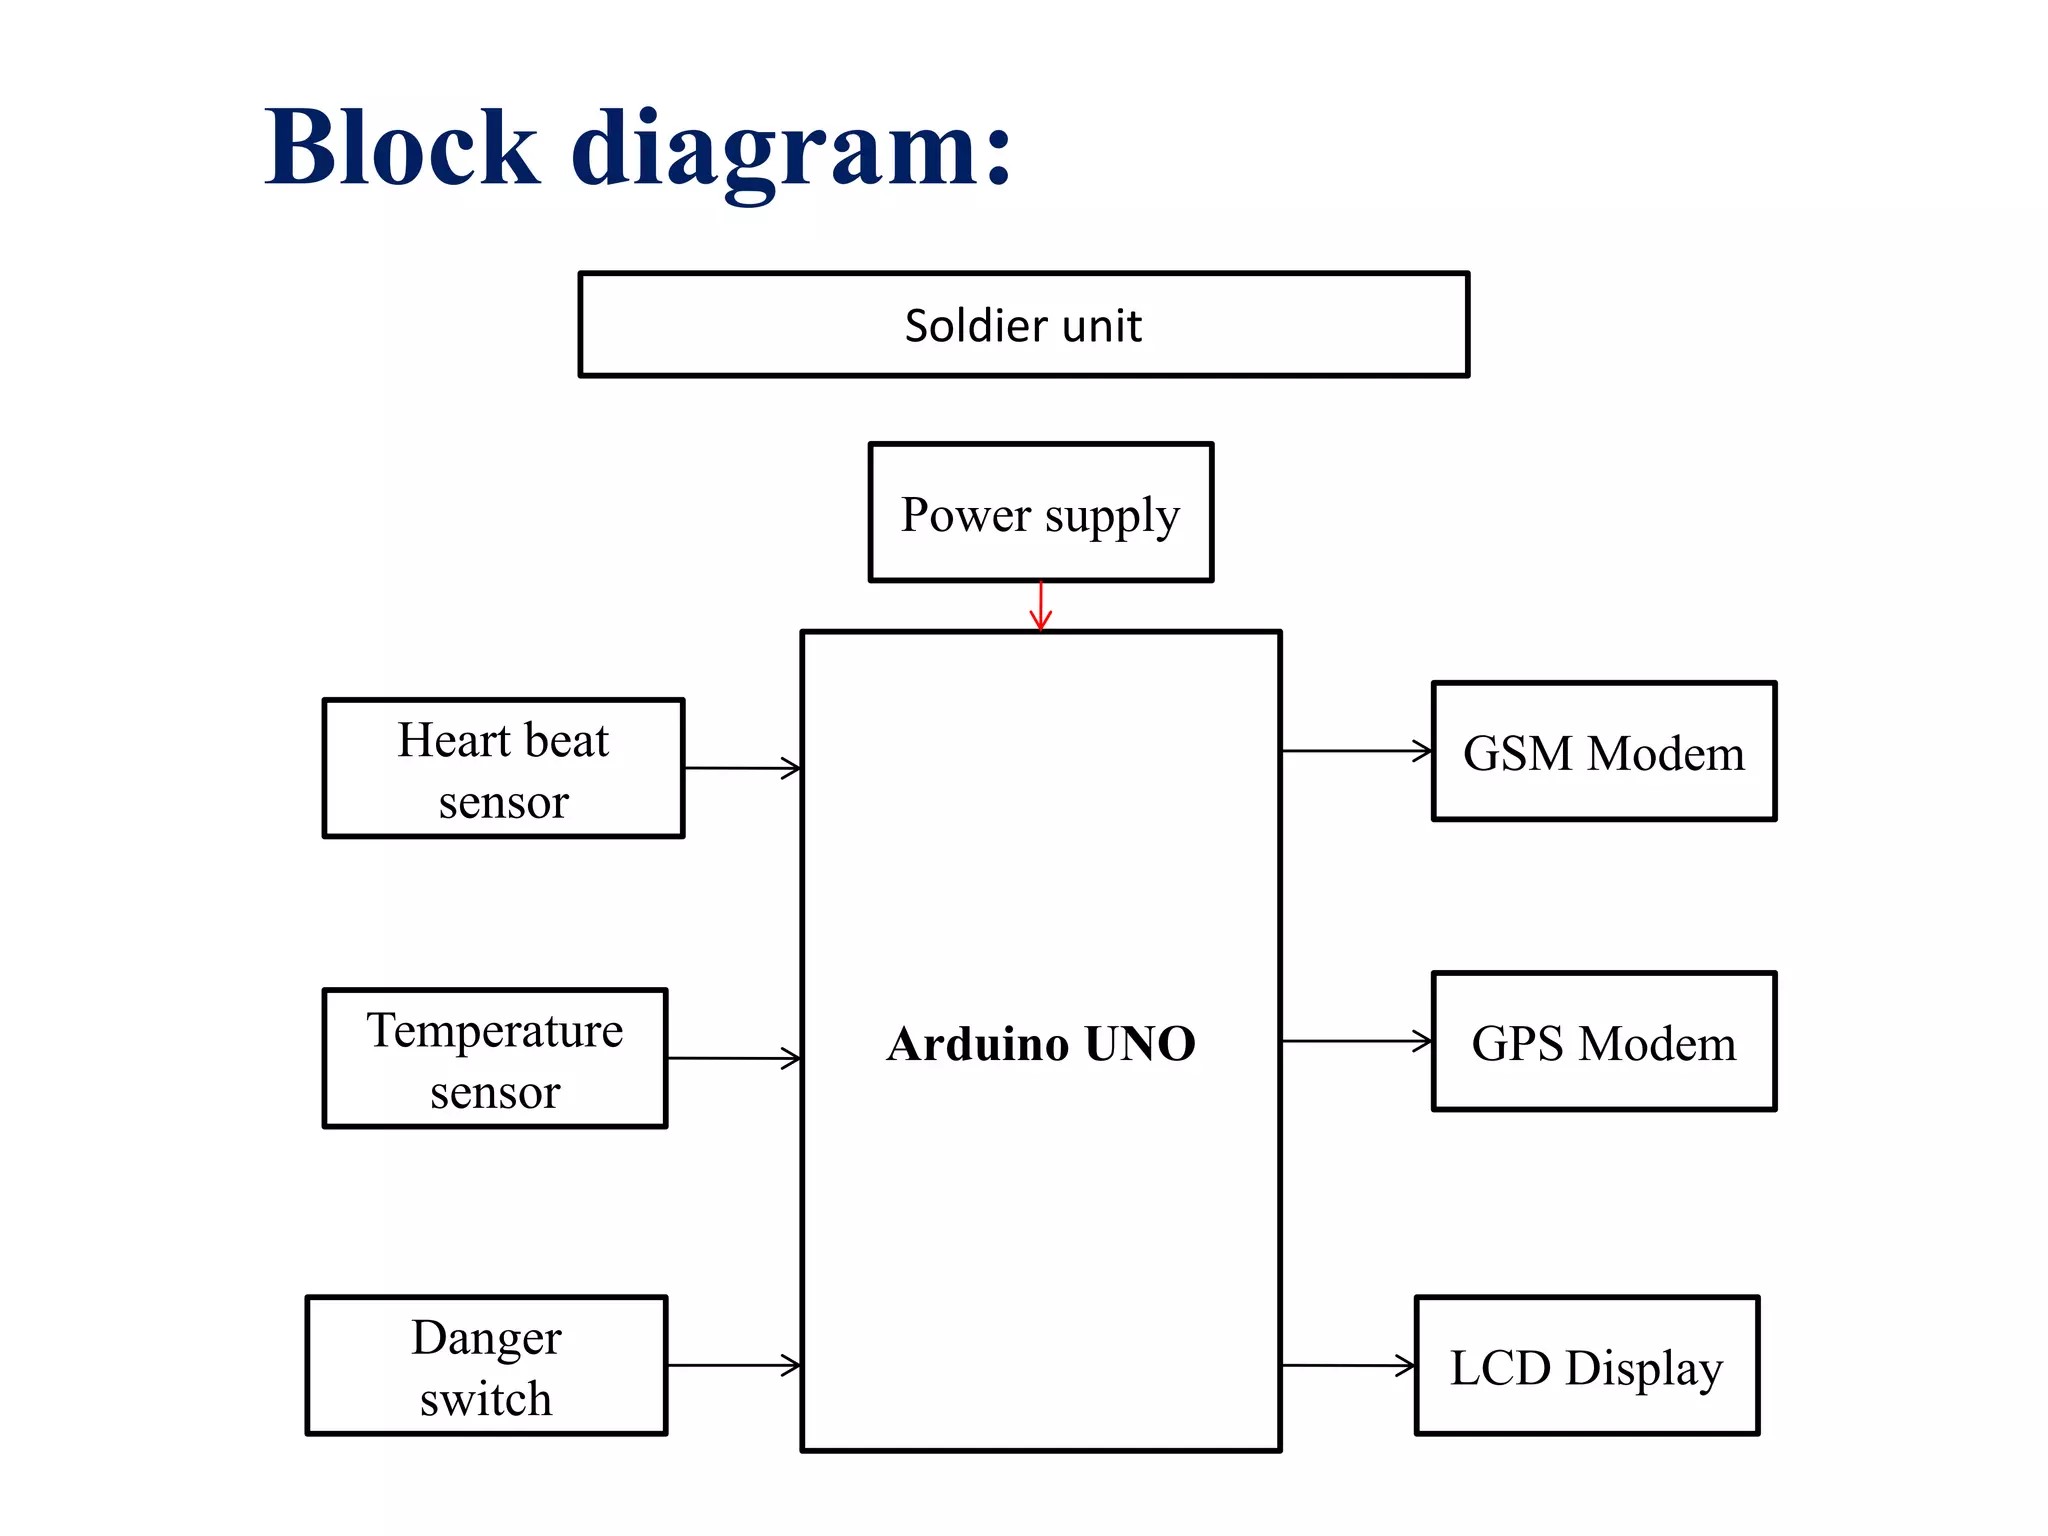 Block diagram:
Soldier unit
Power supply
Heart beat
sensor
GSM Modem
Temperature
sensor
Arduino UNO
GPS Modem
Danger
switch
LCD Display